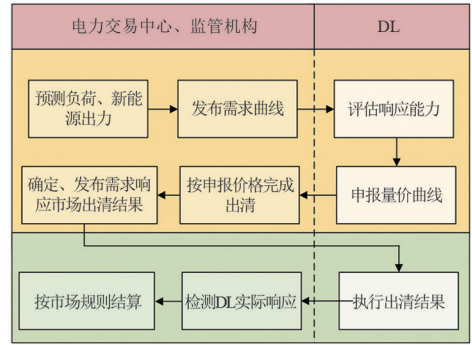 电力交易中心、监管机构
DL
预测负荷、新能
源出力
发布需求曲线
评估响应能力
确定、发布需求响
应市场出清结果
按申报价格完成
出清
申报量价曲线
按市场规则结算
检测DL实际响应
执行出清结果